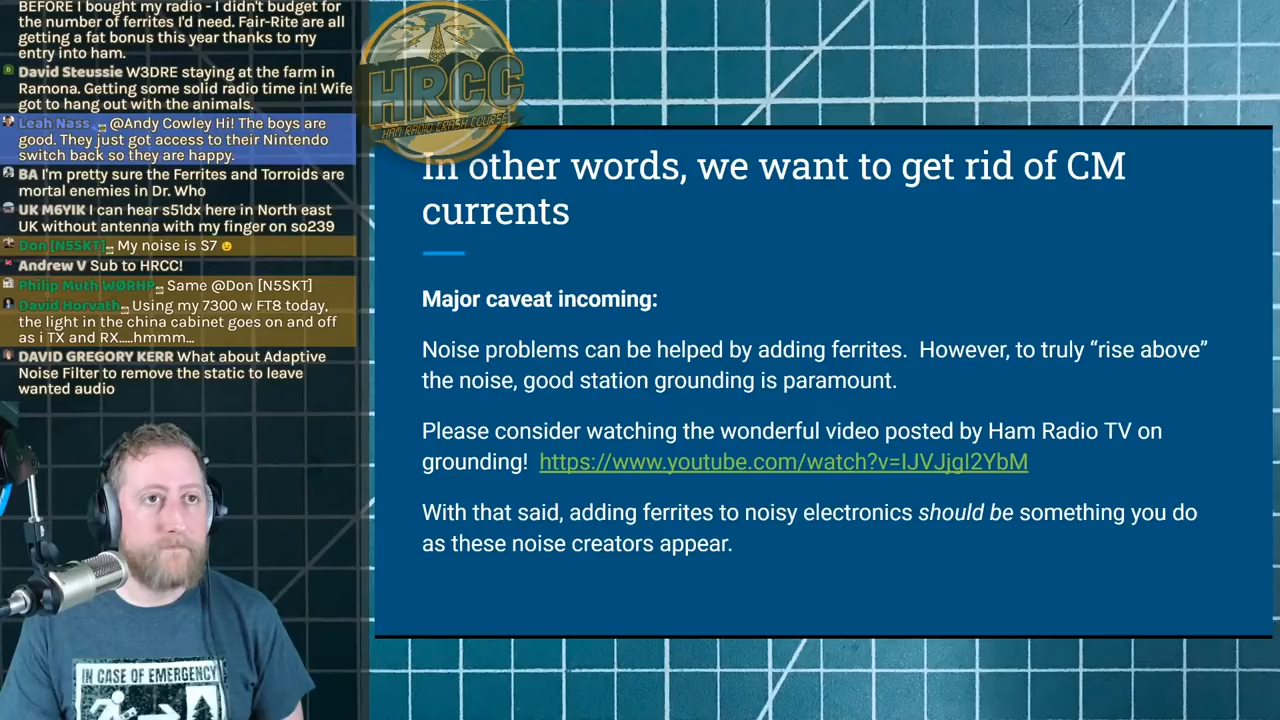 BEFORE I bought my radio - I didn't budget for
the number of ferrites I'd need. Fair-Rite are all
getting a fat bonus this year thanks to my
entry into ham.
D David Steussie W3DRE staying at the farm in
Ramona. Getting some solid radio time in! Wife
got to hang out with the animals.
Leah Nass @Andy Cowley Hi! The boys are
good. They just got access to their Nintendo
switch back so they are happy.
BA I'm pretty sure the Ferrites and Torroids are
mortal enemies in Dr. Who
UK M6YIK I can hear s51dx here in North east
UK without antenna with my finger on so239
Don [N5SKT] My noise is S7 😉
Andrew V Sub to HRCC!
Philip Muth WØRHP Same @Don [N5SKT]
David Horvath Using my 7300 w FT8 today,
the light in the china cabinet goes on and off
as i TX and RX.....hmmm...
DAVID GREGORY KERR What about Adaptive
Noise Filter to remove the static to leave
wanted audio
HRCC
HAM RADIO CRASH COURSE
In other words, we want to get rid of CM
currents
Major caveat incoming:
Noise problems can be helped by adding ferrites. However, to truly “rise above”
the noise, good station grounding is paramount.
Please consider watching the wonderful video posted by Ham Radio TV on
grounding! https://www.youtube.com/watch?v=IJVJjgI2YbM
With that said, adding ferrites to noisy electronics should be something you do
as these noise creators appear.
IN CASE OF EMERGENCY